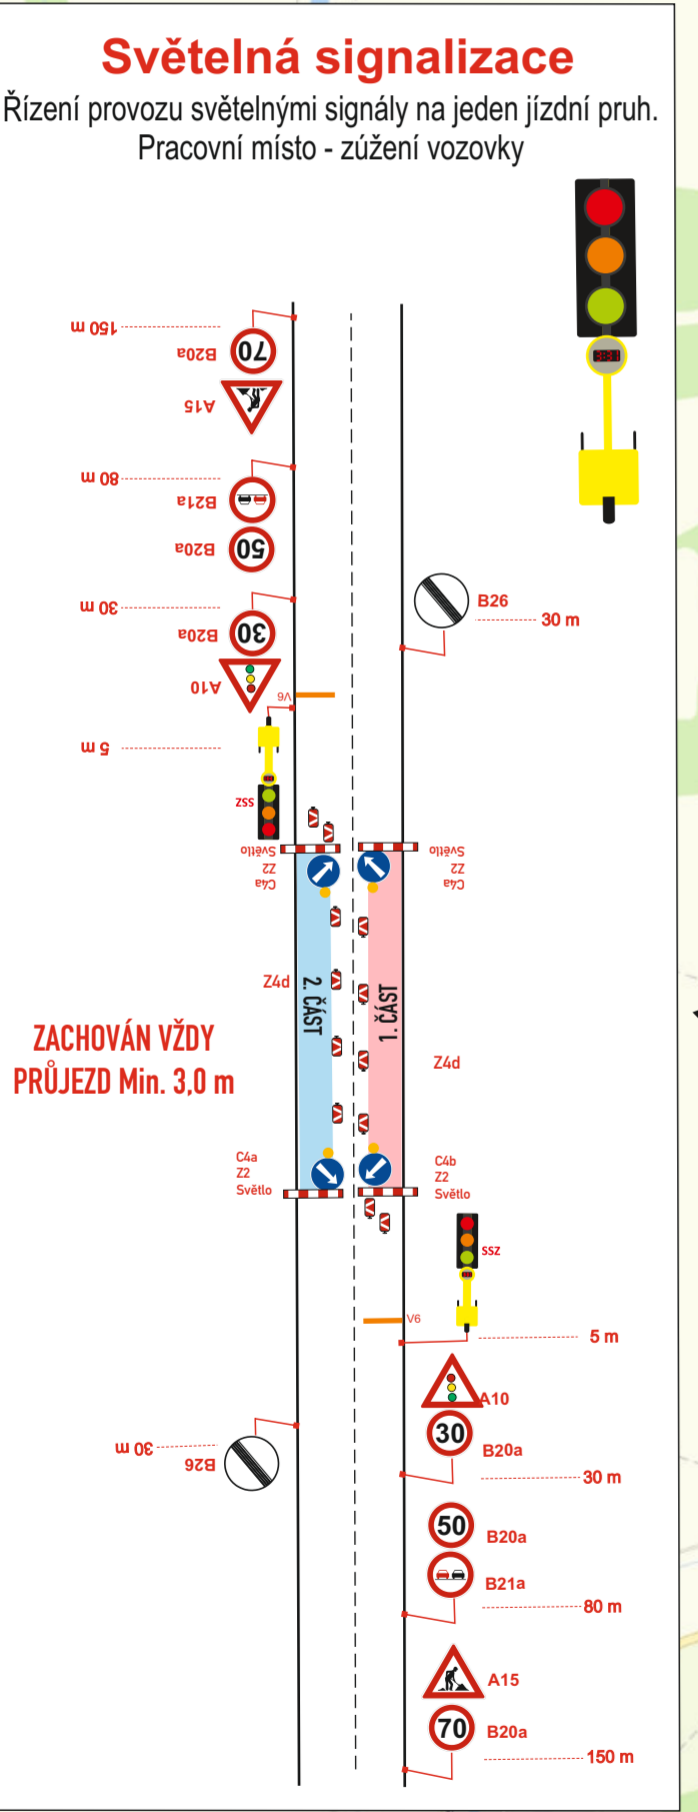 Světelná signalizace
Řízení provozu světelnými signály na jeden jízdní pruh.
Pracovní místo - zúžení vozovky
150 m
70
B20a
A15
80 m
B21a
50
B20a
B26
30 m
30 m
30
B20a
A10
V6
5 m
SSZ
Světlo
Z2
C4a
Světlo
Z2
C4a
Z4d
2. ČÁST
1. ČÁST
ZACHOVÁN VŽDY
PRŮJEZD Min. 3,0 m
Z4d
C4a
Z2
Světlo
C4b
Z2
Světlo
SSZ
V6
5 m
A10
30
B20a
30 m
30 m
B26
50
B20a
B21a
80 m
A15
70
B20a
150 m